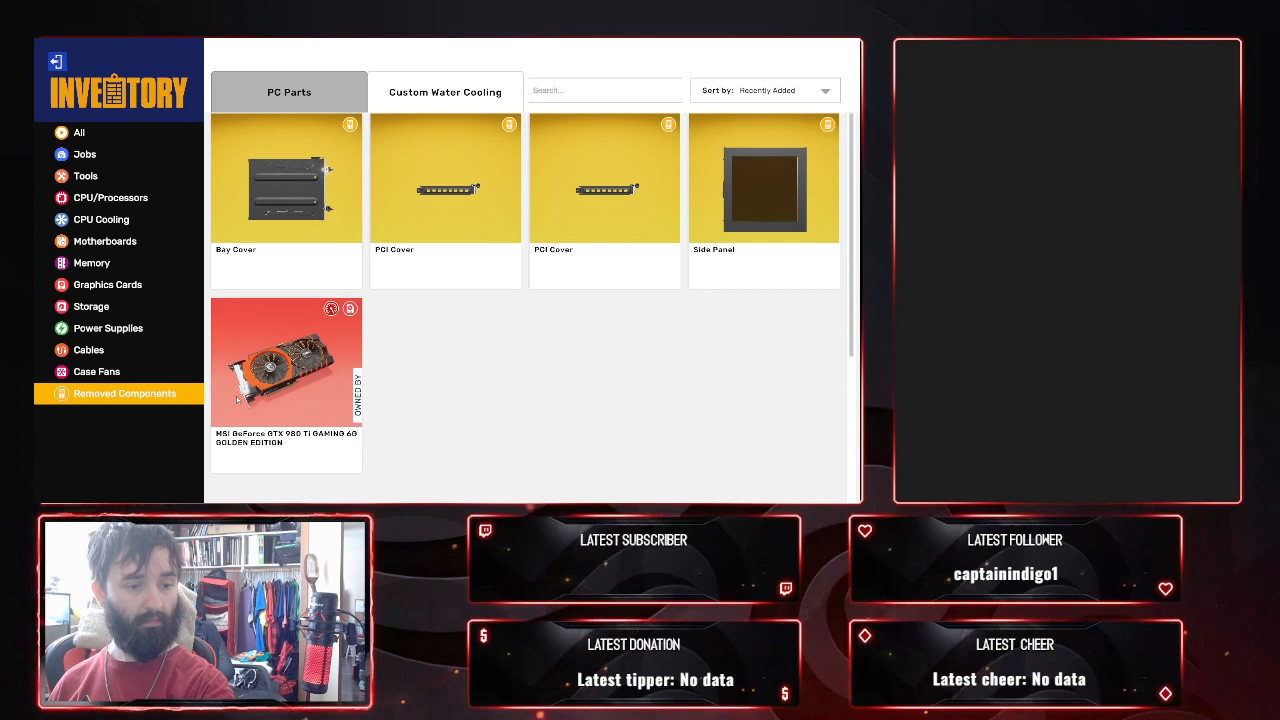 INVENTORY
PC Parts
Custom Water Cooling
Search...
Sort by: Recently Added
All
Jobs
Tools
CPU/Processors
CPU Cooling
Motherboards
Memory
Graphics Cards
Storage
Power Supplies
Cables
Case Fans
Removed Components
Bay Cover
PCI Cover
PCI Cover
Side Panel
OWNED BY
MSI GeForce GTX 980 Ti GAMING 6G
GOLDEN EDITION
LATEST SUBSCRIBER
LATEST FOLLOWER
captainindigo1
LATEST DONATION
Latest tipper: No data
LATEST CHEER
Latest cheer: No data